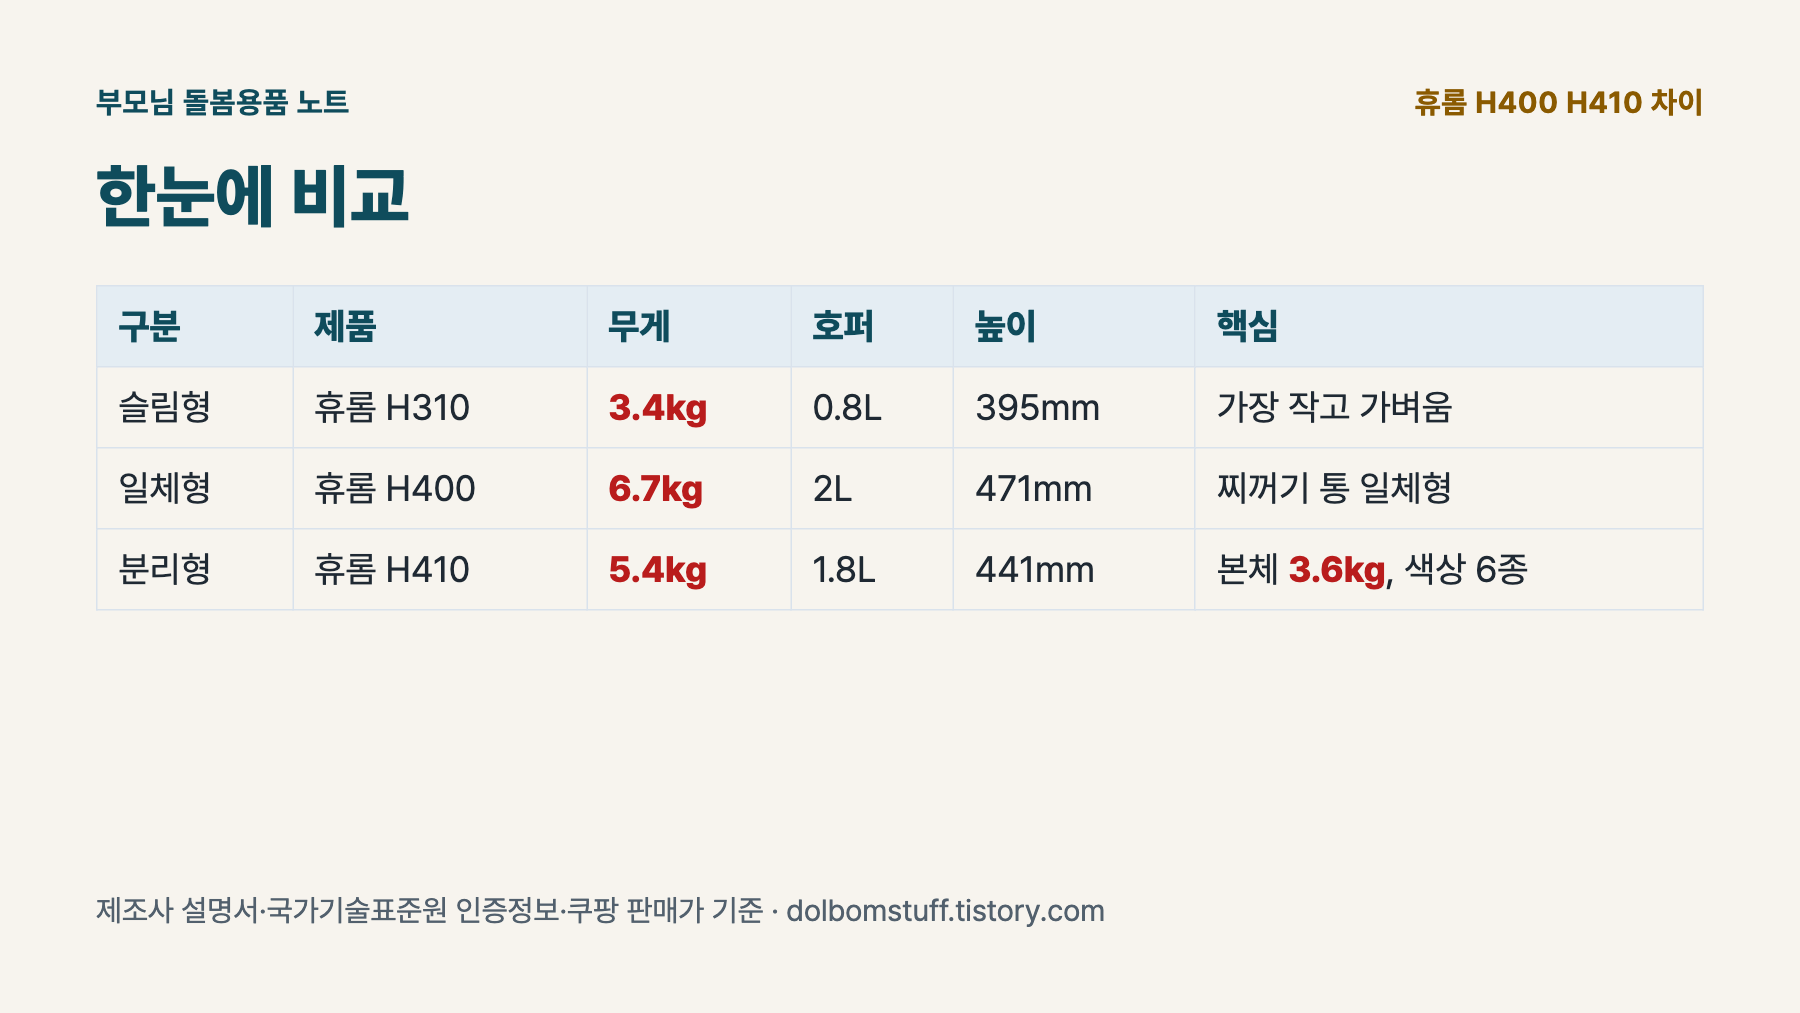 부모님 돌봄용품 노트
휴롬 H400 H410 차이
한눈에 비교
구분 제품 무게 호퍼 높이 핵심
슬림형 휴롬 H310 3.4kg 0.8L 395mm 가장 작고 가벼움
일체형 휴롬 H400 6.7kg 2L 471mm 찌꺼기 통 일체형
분리형 휴롬 H410 5.4kg 1.8L 441mm 본체 3.6kg, 색상 6종
제조사 설명서·국가기술표준원 인증정보·쿠팡 판매가 기준 · dolbomstuff.tistory.com